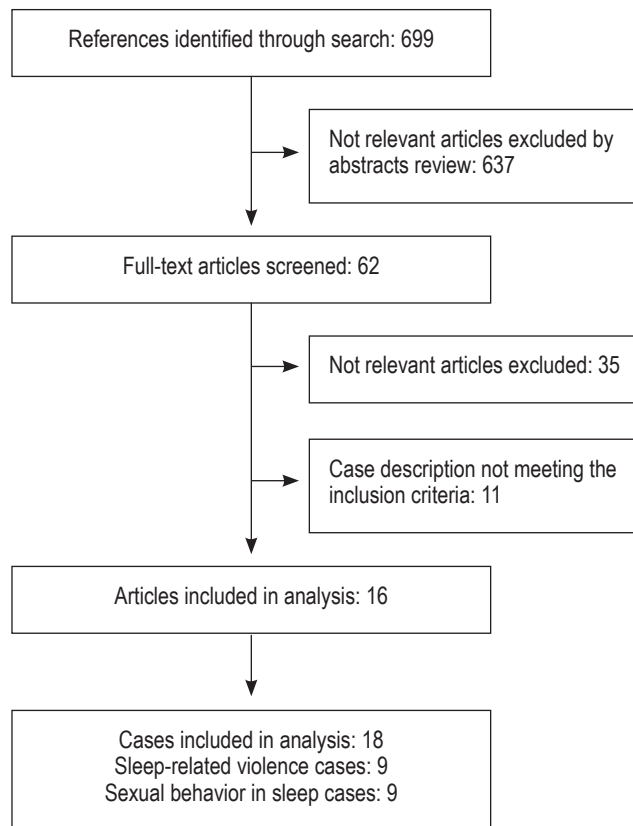 References identified through search: 699
Not relevant articles excluded by
abstracts review: 637
Full-text articles screened: 62
Not relevant articles excluded: 35
Case description not meeting the
inclusion criteria: 11
Articles included in analysis: 16
Cases included in analysis: 18
Sleep-related violence cases: 9
Sexual behavior in sleep cases: 9